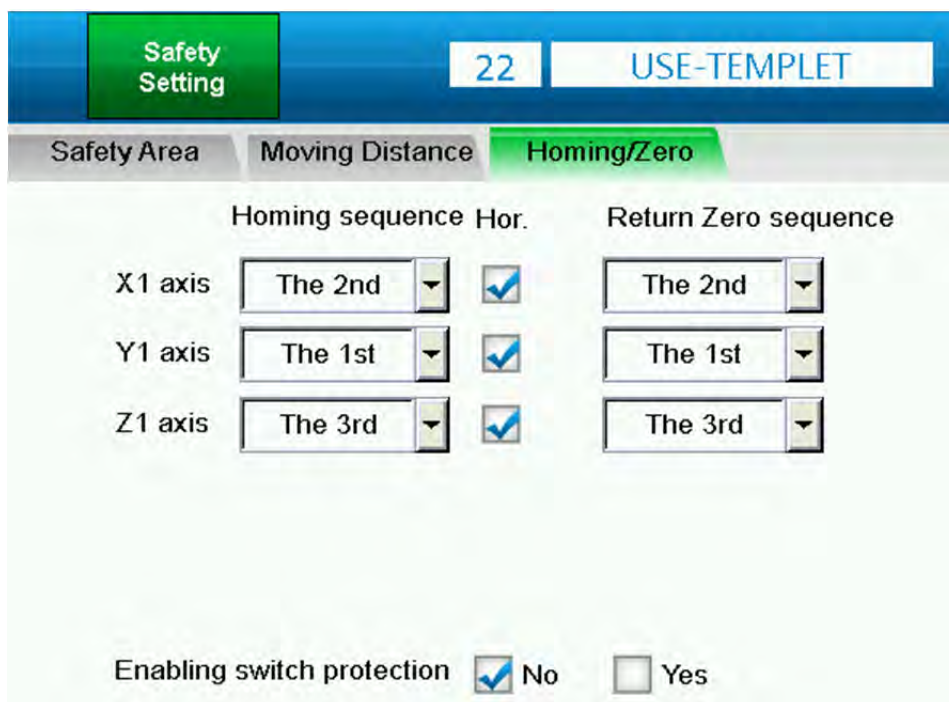 Safety
Setting
22 USE-TEMPLET
Safety Area Moving Distance Homing/Zero
Homing sequence Hor. Return Zero sequence
X1 axis The 2nd The 2nd
Y1 axis The 1st The 1st
Z1 axis The 3rd The 3rd
Enabling switch protection No Yes